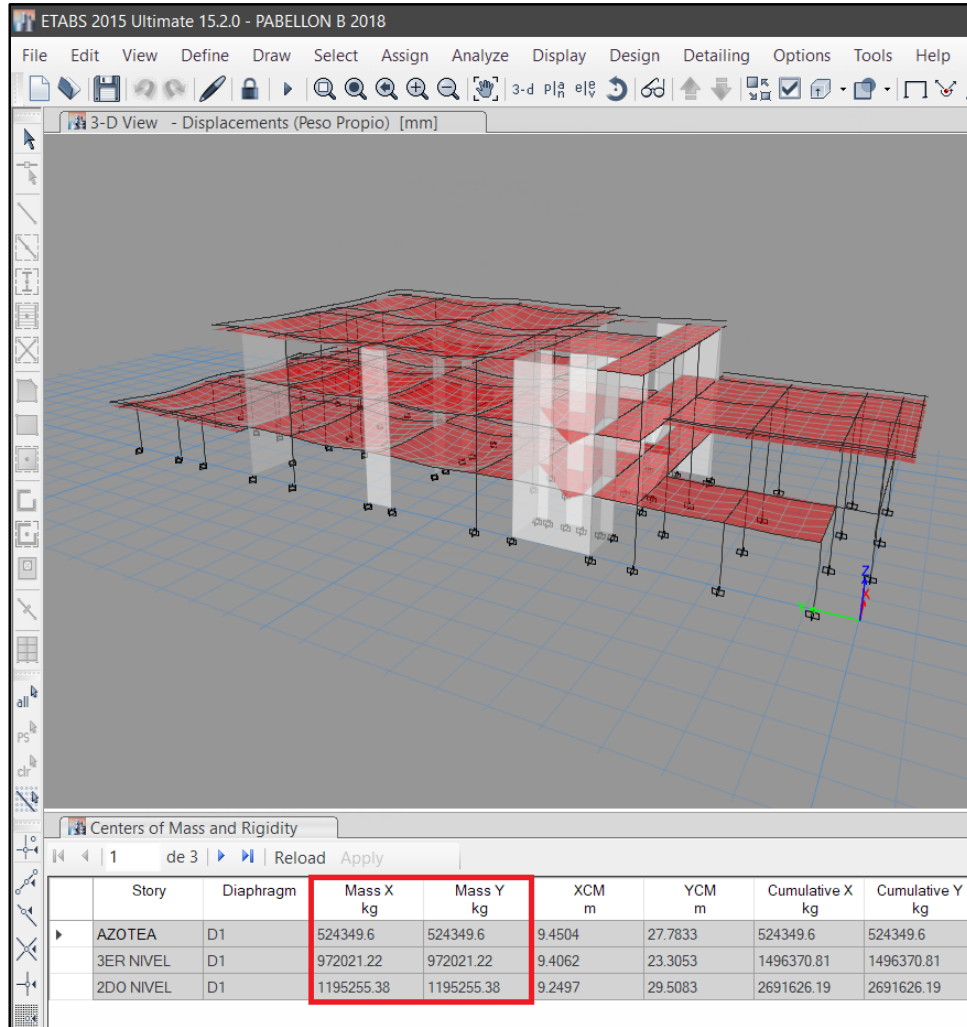 ETABS 2015 Ultimate 15.2.0 - PABELLON B 2018
File Edit View Define Draw Select Assign Analyze Display Design Detailing Options Tools Help
3-d
3-D View - Displacements (Peso Propio) [mm]
Z
X
all
ps
clr
Centers of Mass and Rigidity
1 de 3 Reload Apply
Story Diaphragm Mass X Mass Y XCM YCM Cumulative X Cumulative Y
kg kg m m kg kg
AZOTEA D1 524349.6 524349.6 9.4504 27.7833 524349.6 524349.6
3ER NIVEL D1 972021.22 972021.22 9.4062 23.3053 1496370.81 1496370.81
2DO NIVEL D1 1195255.38 1195255.38 9.2497 29.5083 2691626.19 2691626.19